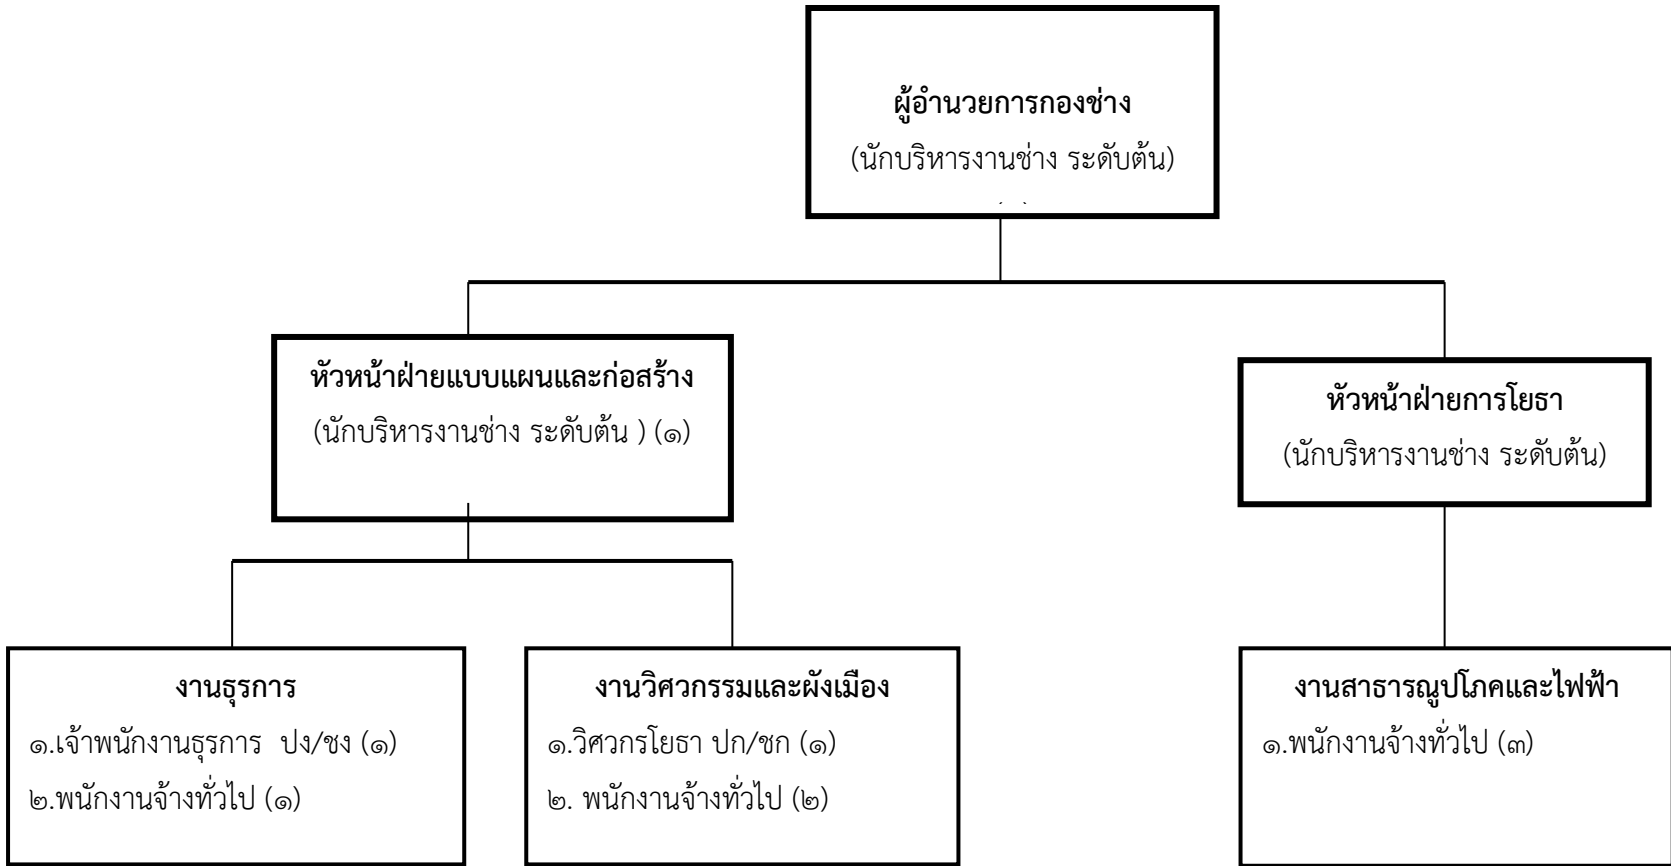 ผู้อำนวยการกองช่าง
(นักบริหารงานช่าง ระดับต้น)
หัวหน้าฝ่ายแบบแผนและก่อสร้าง
(นักบริหารงานช่าง ระดับต้น ) (๑)
หัวหน้าฝ่ายการโยธา
(นักบริหารงานช่าง ระดับต้น)
งานธุรการ
๑.เจ้าพนักงานธุรการ ปง/ชง (๑)
๒.พนักงานจ้างทั่วไป (๑)
งานวิศวกรรมและผังเมือง
๑.วิศวกรโยธา ปก/ชก (๑)
๒. พนักงานจ้างทั่วไป (๒)
งานสาธารณูปโภคและไฟฟ้า
๑.พนักงานจ้างทั่วไป (๓)